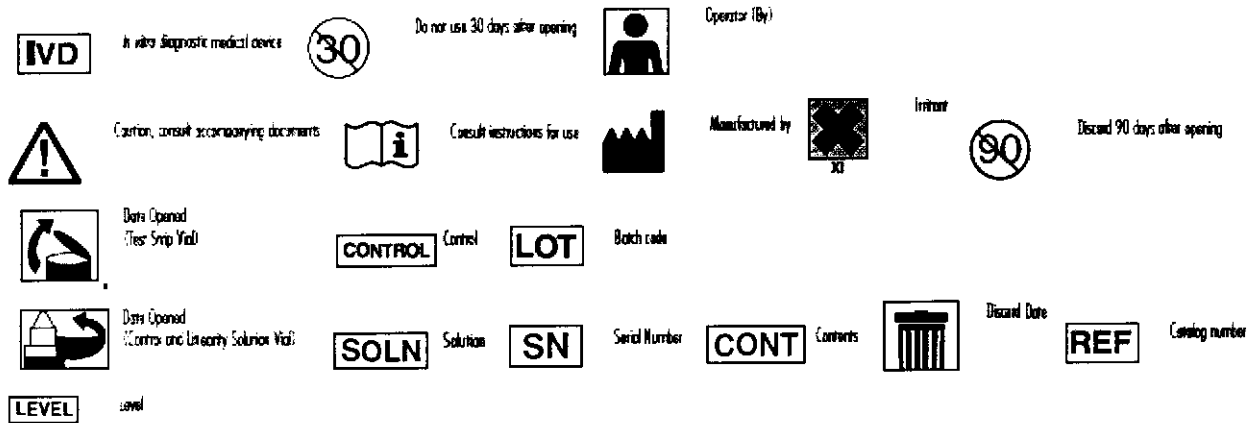 IVD In vitro diagnostic medical device 30 Do not use 30 days after opening Operator (By)
Caution, consult accompanying documents i Consult instructions for use Manufactured by XI Irritant 90 Discard 90 days after opening
Date Opened
(Test Strip Vial)
CONTROL Control LOT Batch code
Date Opened
(Control and Linearity Solution Vial)
SOLN Solution SN Serial Number CONT Contents Discard Date REF Catalog number
LEVEL Level